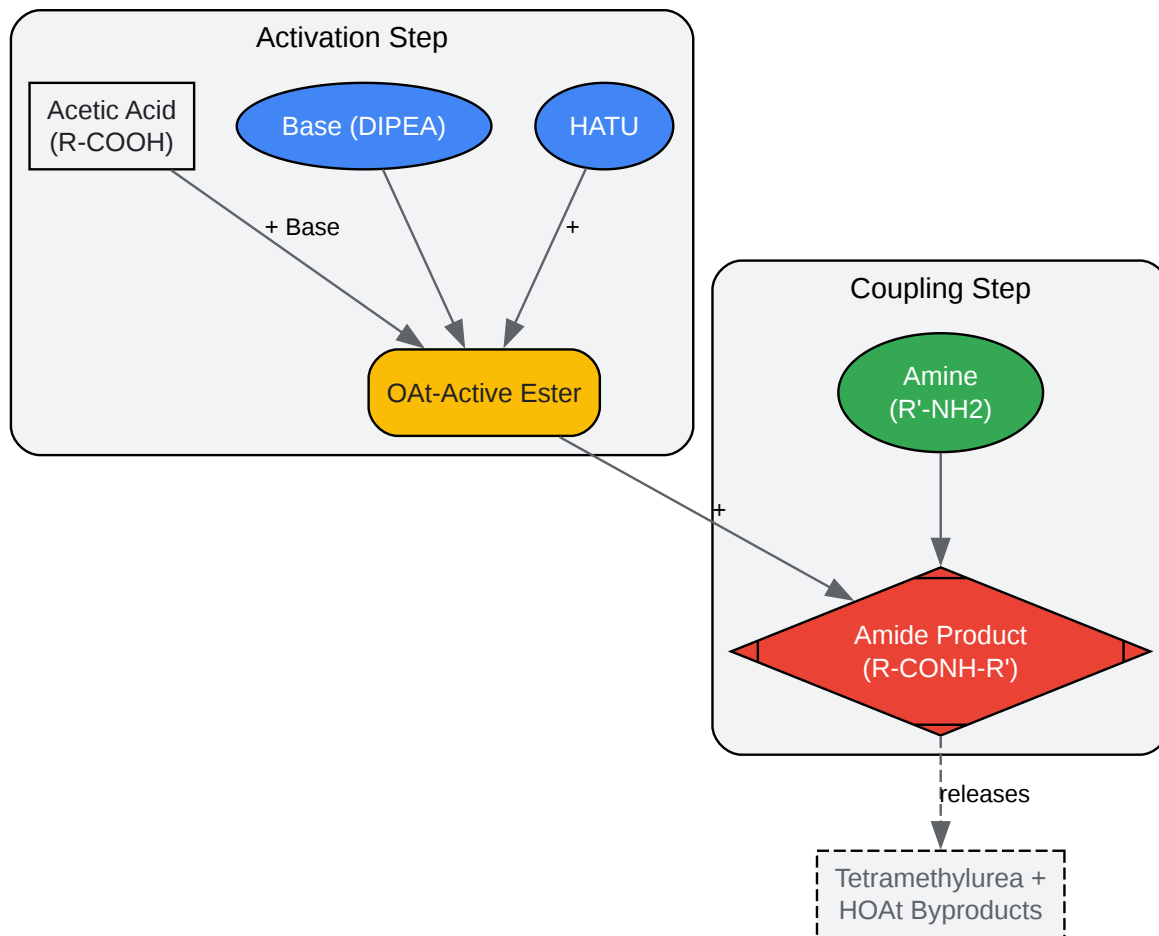 Activation Step
Acetic Acid
(R-COOH)
Base (DIPEA)
HATU
+ Base
+
OAt-Active Ester
Coupling Step
Amine
(R'-NH2)
+
Amide Product
(R-CONH-R')
releases
Tetramethylurea +
HOAt Byproducts